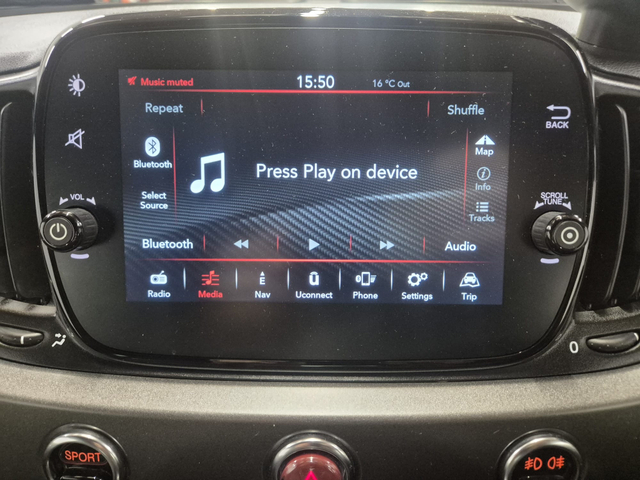 Music muted
15:50
16 °C Out
Repeat
Shuffle
BACK
Bluetooth
Press Play on device
Map
Info
Select
Source
Tracks
VOL
SCROLL
TUNE
Bluetooth
Audio
Radio
Media
E
Nav
Uconnect
Phone
Settings
Trip
0
SPORT